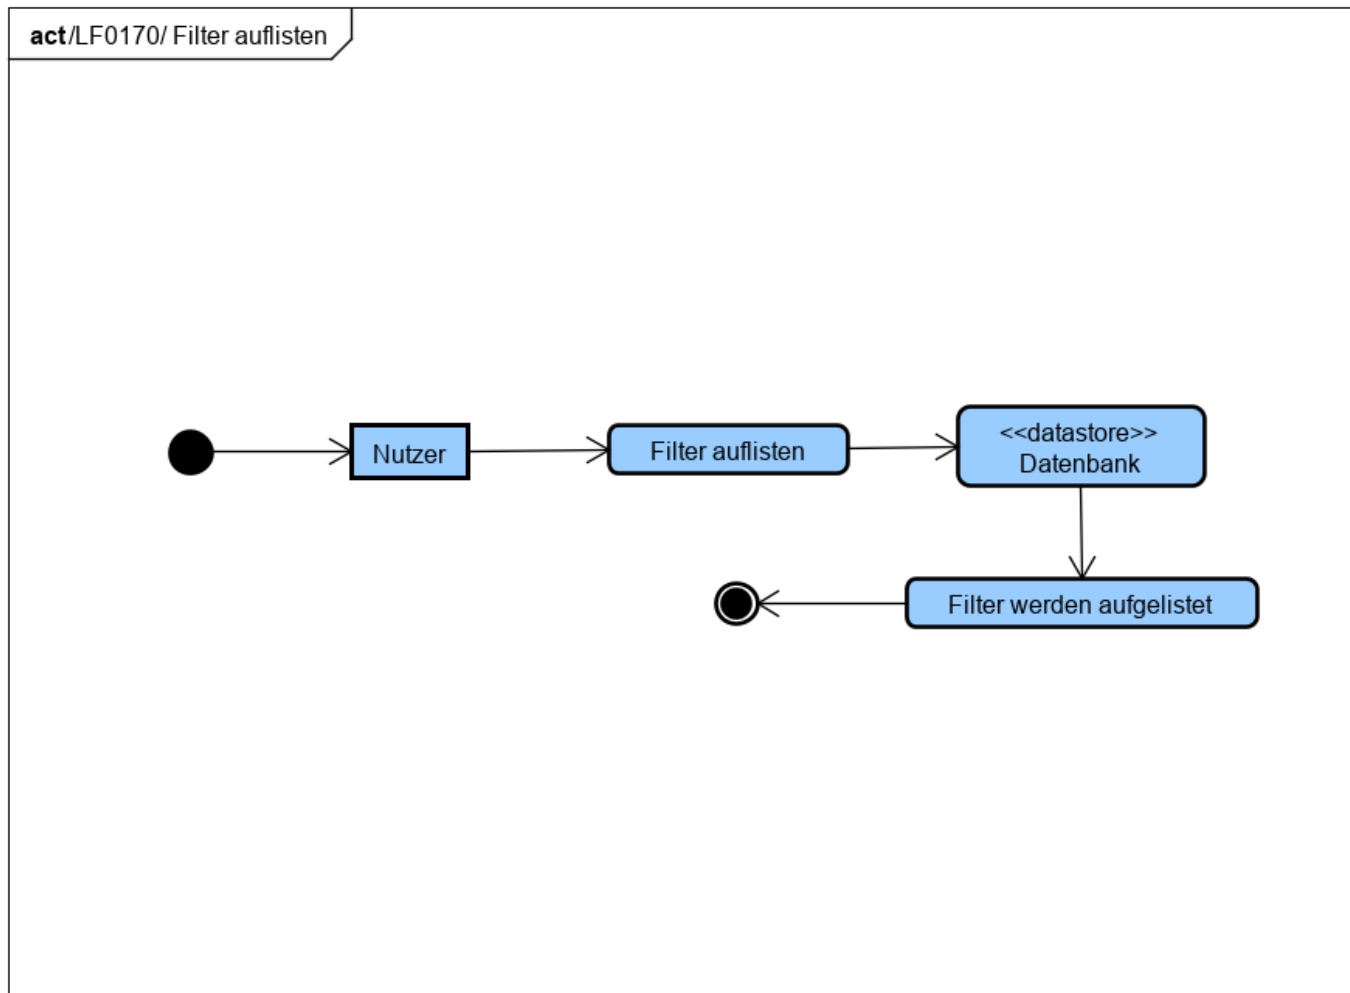 act/LF0170/ Filter auflisten
Nutzer
Filter auflisten
<<datastore>>
Datenbank
Filter werden aufgelistet